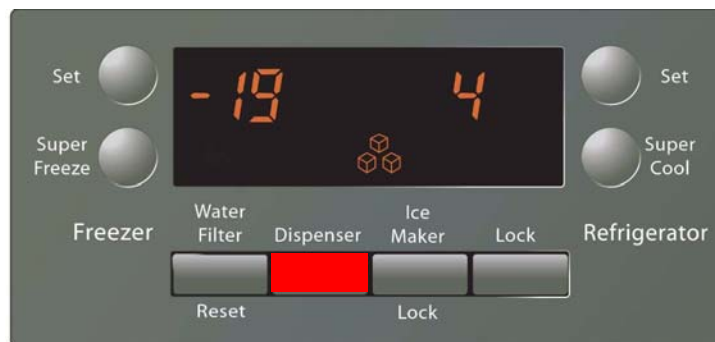 Set
-19
4
Set
Super
Freeze
Super
Cool
Freezer
Water
Filter
Dispenser
Ice
Maker
Lock
Refrigerator
Reset
Lock